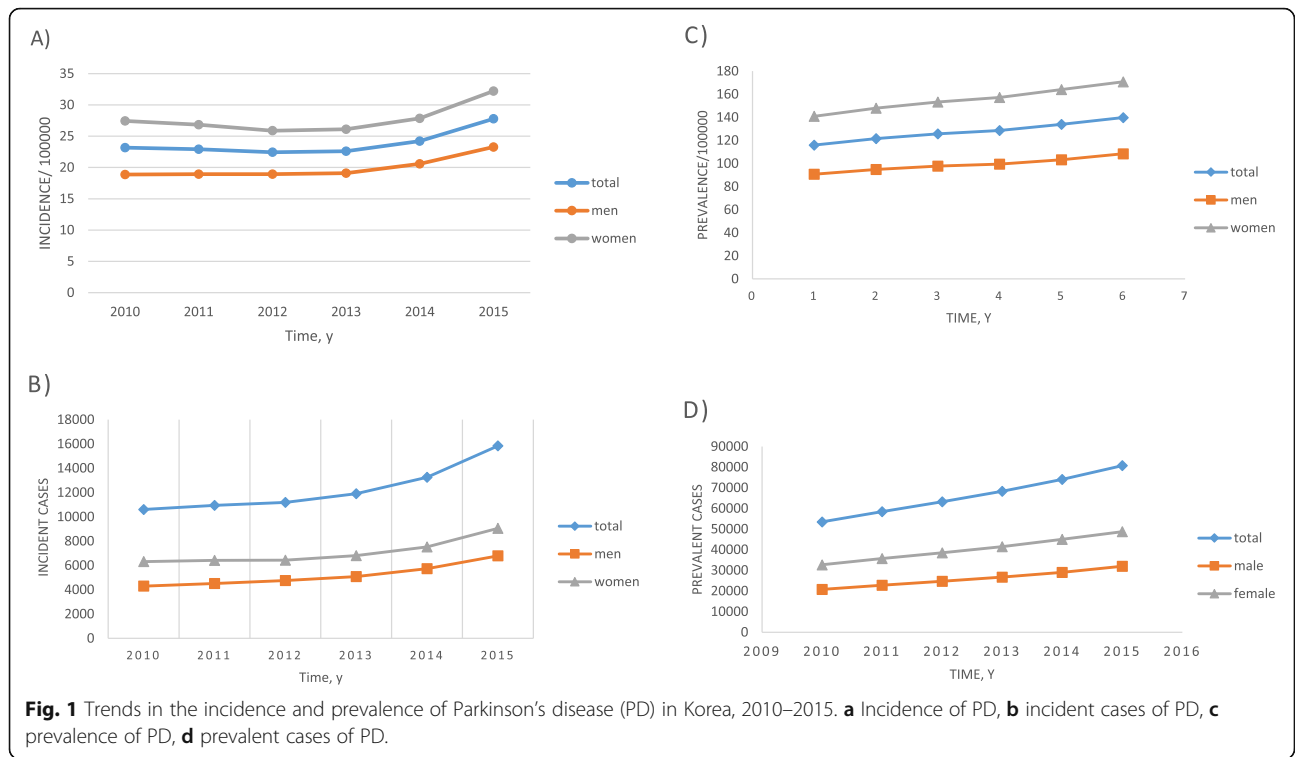 A)
35
30
25
20
15
10
5
0
INCIDENCE/ 100000
2010 2011 2012 2013 2014 2015
Time, y
total
men
women
C)
180
160
140
120
100
80
60
40
20
0
PREVALENCE/100000
0 1 2 3 4 5 6 7
TIME, Y
total
men
women
B)
18000
16000
14000
12000
10000
8000
6000
4000
2000
0
INCIDENT CASES
2010 2011 2012 2013 2014 2015
Time, y
total
men
women
D)
90000
80000
70000
60000
50000
40000
30000
20000
10000
0
PREVALENT CASES
2009 2010 2011 2012 2013 2014 2015 2016
TIME, Y
total
male
female
Fig. 1 Trends in the incidence and prevalence of Parkinson's disease (PD) in Korea, 2010–2015. a Incidence of PD, b incident cases of PD, c
prevalence of PD, d prevalent cases of PD.